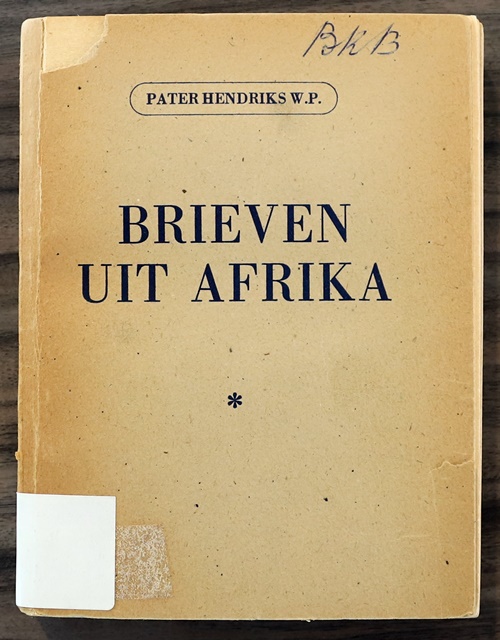 BKB
PATER HENDRIKS W.P.
BRIEVEN
UIT AFRIKA
*